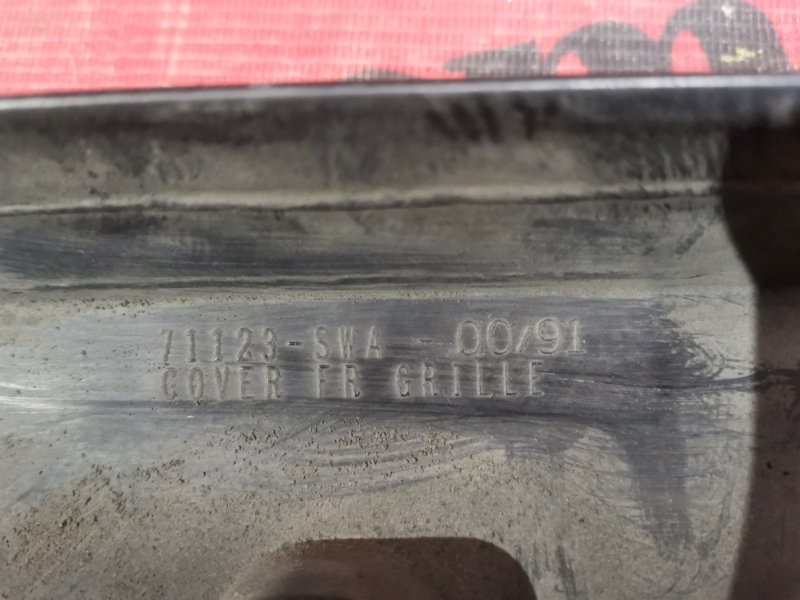 71123-SWA - 00/91
COVER FR GRILLE